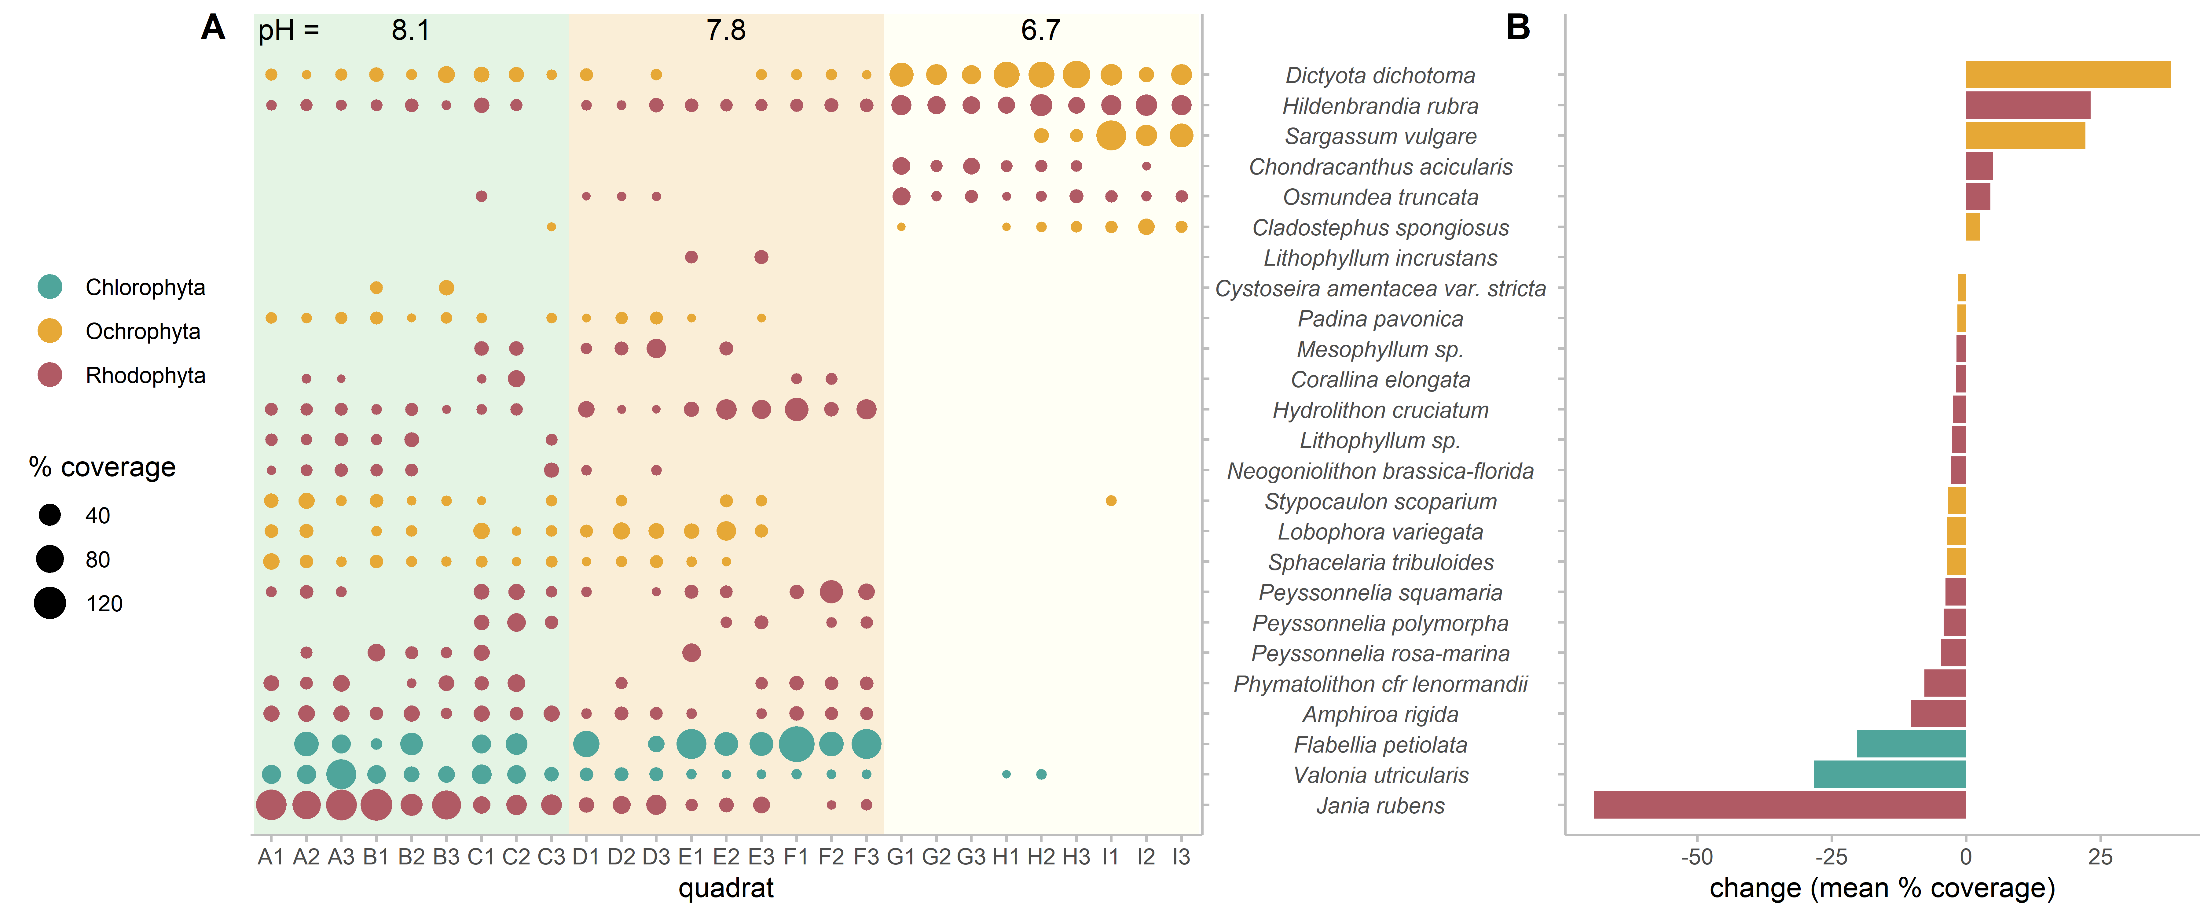 A
pH =
8.1
7.8
6.7
B
Dictyota dichotoma
Hildenbrandia rubra
Sargassum vulgare
Chondracanthus acicularis
Osmundea truncata
Cladostephus spongiosus
Lithophyllum incrustans
Cystoseira amentacea var. stricta
Padina pavonica
Mesophyllum sp.
Corallina elongata
Hydrolithon cruciatum
Lithophyllum sp.
Neogoniolithon brassica-florida
Stypocaulon scoparium
Lobophora variegata
Sphacelaria tribuloides
Peyssonnelia squamaria
Peyssonnelia polymorpha
Peyssonnelia rosa-marina
Phymatolithon cfr lenormandii
Amphiroa rigida
Flabellia petiolata
Valonia utricularis
Jania rubens
Chlorophyta
Ochrophyta
Rhodophyta
% coverage
40
80
120
A1 A2 A3 B1 B2 B3 C1 C2 C3 D1 D2 D3 E1 E2 E3 F1 F2 F3 G1 G2 G3 H1 H2 H3 I1 I2 I3
quadrat
-50 -25 0 25
change (mean % coverage)